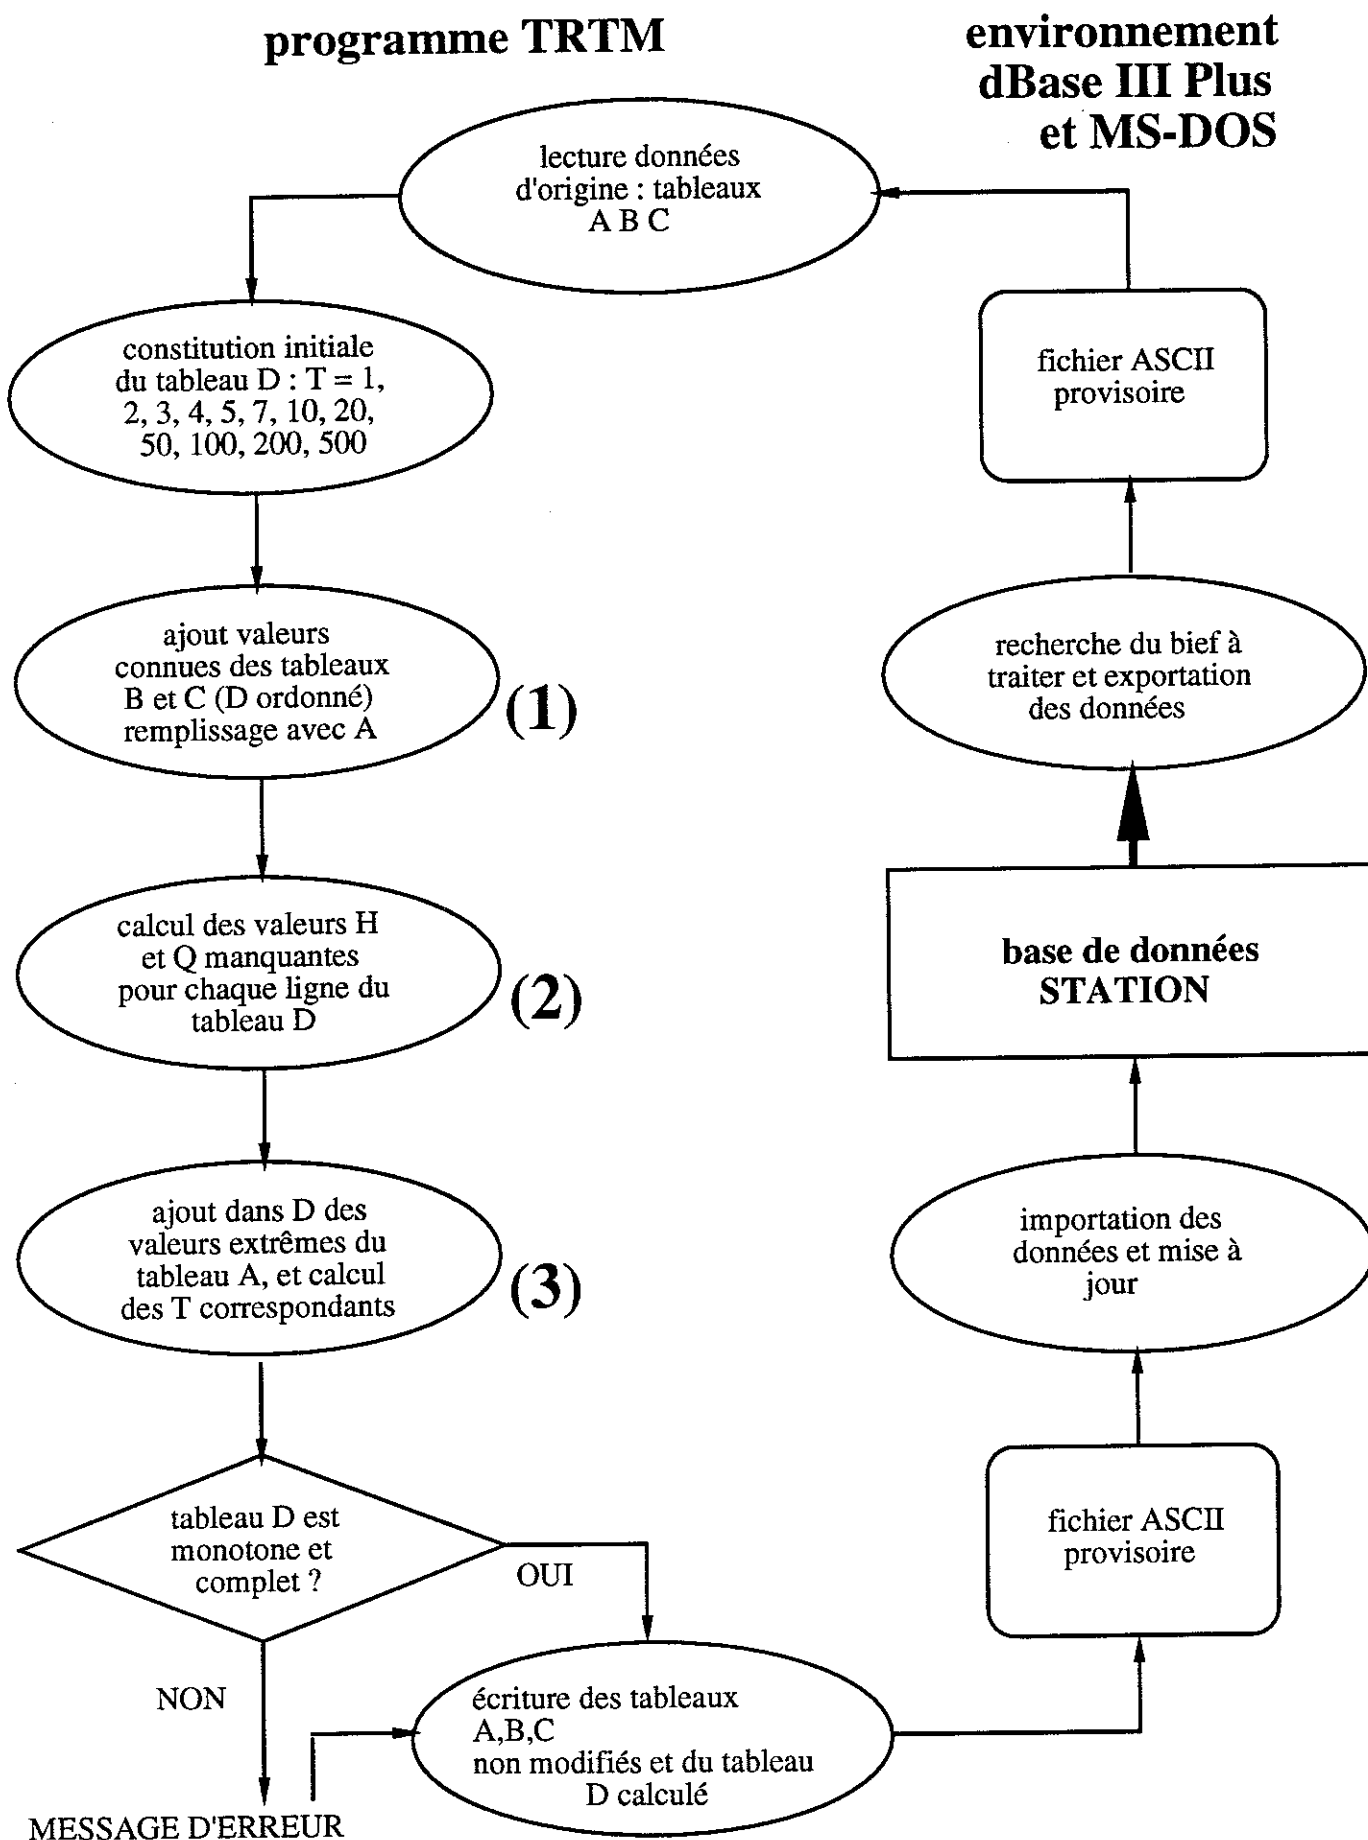 programme TRTM
environnement
dBase III Plus
et MS-DOS
lecture données
d'origine : tableaux
A B C
constitution initiale
du tableau D : T = 1,
2, 3, 4, 5, 7, 10, 20,
50, 100, 200, 500
fichier ASCII
provisoire
ajout valeurs
connues des tableaux
B et C (D ordonné)
remplissage avec A
(1)
recherche du bief à
traiter et exportation
des données
calcul des valeurs H
et Q manquantes
pour chaque ligne du
tableau D
(2)
base de données
STATION
ajout dans D des
valeurs extrêmes du
tableau A, et calcul
des T correspondants
(3)
importation des
données et mise à
jour
tableau D est
monotone et
complet ?
OUI
NON
fichier ASCII
provisoire
écriture des tableaux
A,B,C
non modifiés et du tableau
D calculé
MESSAGE D'ERREUR